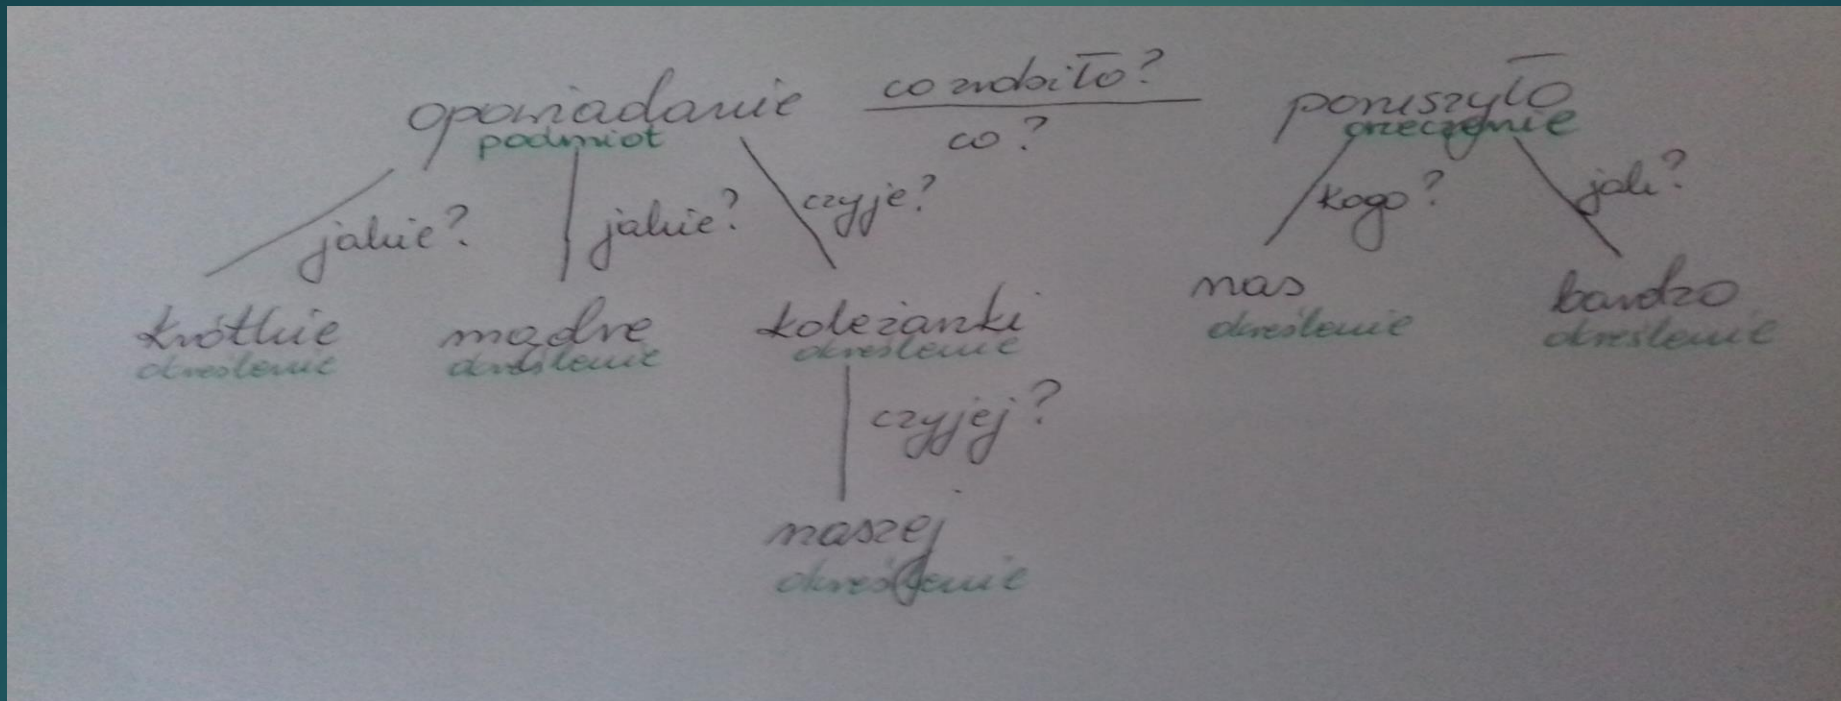 opowiadanie co zrobiło? poruszyło
podmiot co? orzeczenie
jakie? jakie? czyje? kogo? jak?
krótkie mądre koleżanki nas bardzo
określenie określenie określenie określenie określenie
czyjej?
naszej
określenie